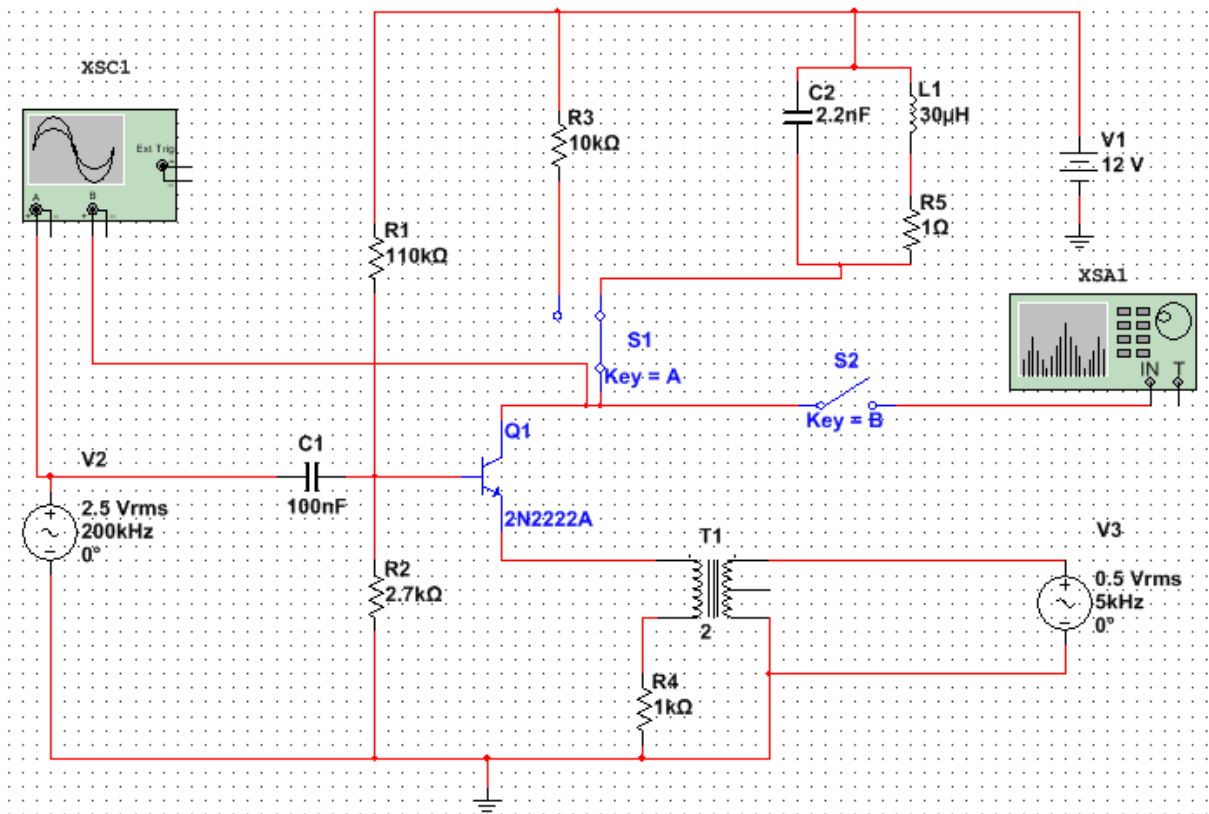 XSC1
Ext Trig
+
-
A
B
+
-
+
-
R3
10kΩ
R1
110kΩ
C2
2.2nF
L1
30µH
R5
1Ω
V1
12 V
XSA1
IN T
S1
Key = A
S2
Key = B
Q1
2N2222A
C1
100nF
V2
2.5 Vrms
200kHz
0°
R2
2.7kΩ
T1
2
R4
1kΩ
V3
0.5 Vrms
5kHz
0°